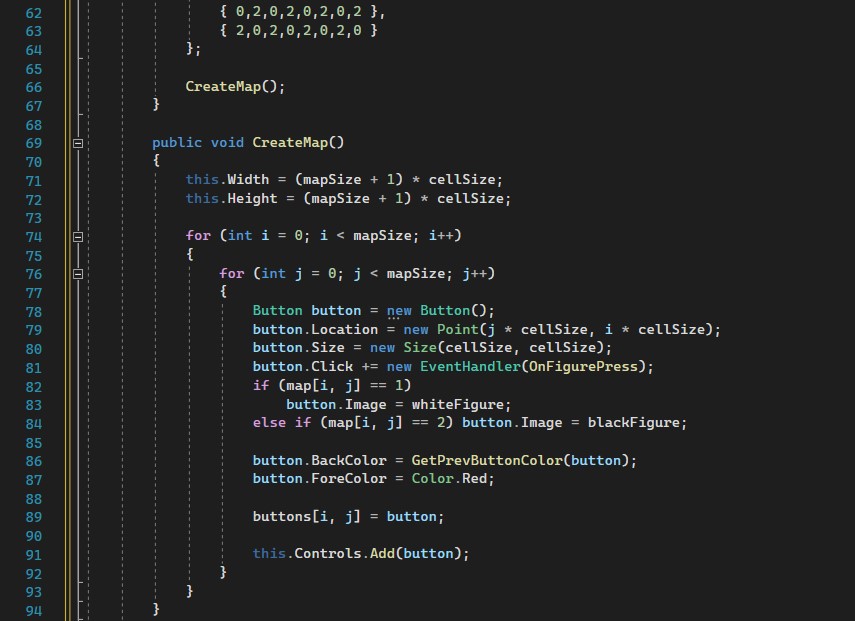 62 { 0,2,0,2,0,2,0,2 },
63 { 2,0,2,0,2,0,2,0 }
64 };
65
66 CreateMap();
67 }
68
69 public void CreateMap()
70 {
71 this.Width = (mapSize + 1) * cellSize;
72 this.Height = (mapSize + 1) * cellSize;
73
74 for (int i = 0; i < mapSize; i++)
75 {
76 for (int j = 0; j < mapSize; j++)
77 {
78 Button button = new Button();
79 button.Location = new Point(j * cellSize, i * cellSize);
80 button.Size = new Size(cellSize, cellSize);
81 button.Click += new EventHandler(OnFigurePress);
82 if (map[i, j] == 1)
83 button.Image = whiteFigure;
84 else if (map[i, j] == 2) button.Image = blackFigure;
85
86 button.BackColor = GetPrevButtonColor(button);
87 button.ForeColor = Color.Red;
88
89 buttons[i, j] = button;
90
91 this.Controls.Add(button);
92 }
93 }
94 }